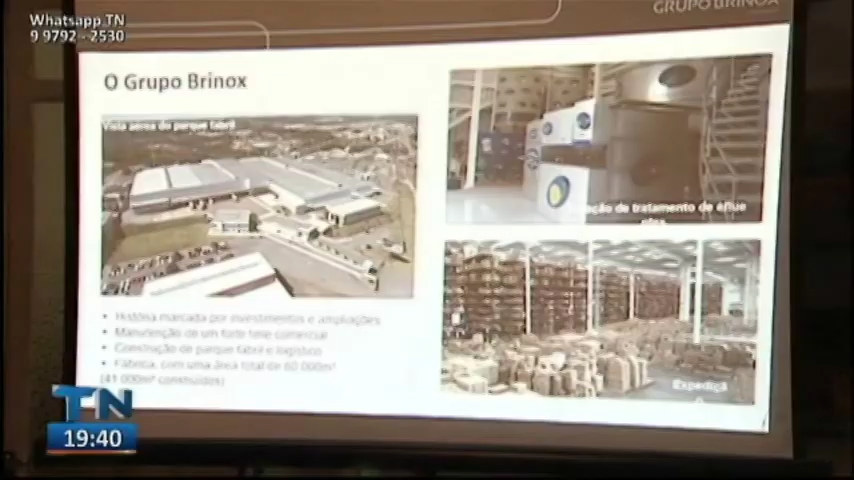 Whatsapp TN
9 9792 - 2530
GRUPO BRINOX
O Grupo Brinox
Vista aérea do parque fabril
• História marcada por investimentos e ampliações
• Manutenção de um forte time comercial
• Construção de parque fabril e logístico
• Fábrica, com uma área total de 60 000m²
(41 000m² construídos)
de tratamento de eflue
Expediçã
TN
19:40